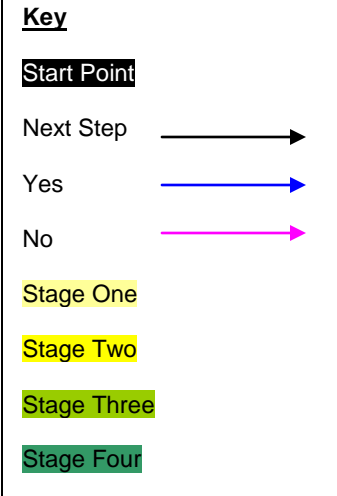 Key
Start Point
Next Step
Yes
No
Stage One
Stage Two
Stage Three
Stage Four